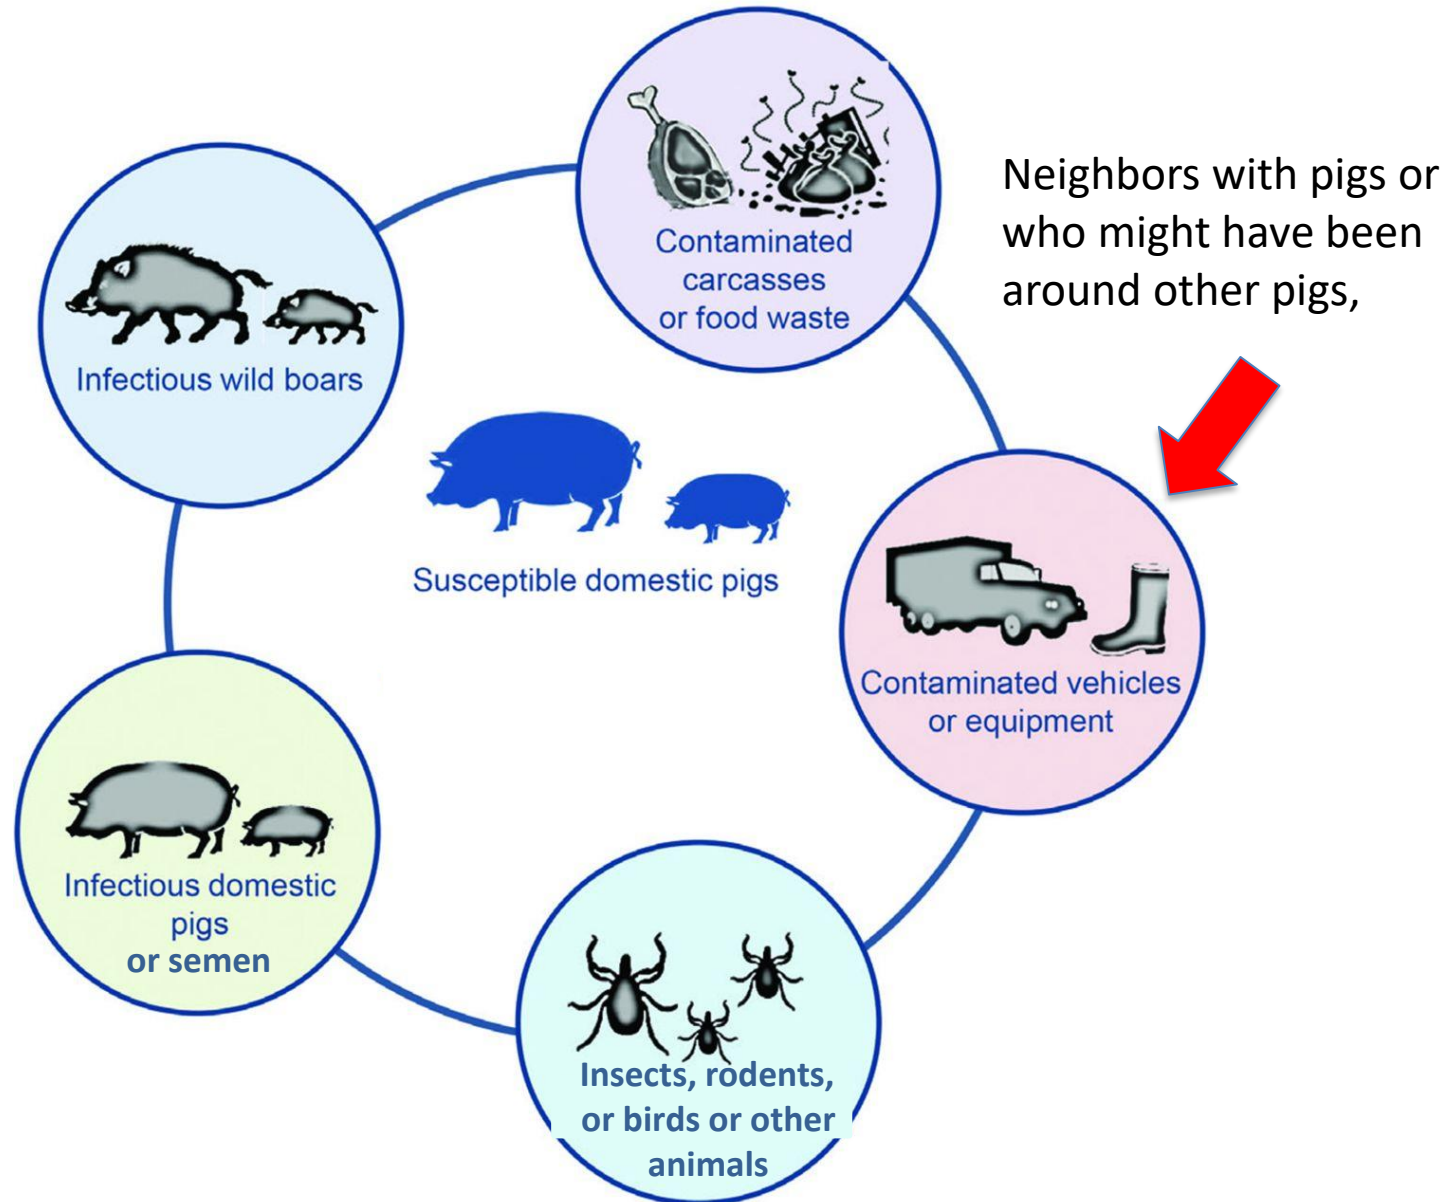 Contaminated
carcasses
or food waste
Neighbors with pigs or
who might have been
around other pigs,
Infectious wild boars
Susceptible domestic pigs
Contaminated vehicles
or equipment
Infectious domestic
pigs
or semen
Insects, rodents,
or birds or other
animals